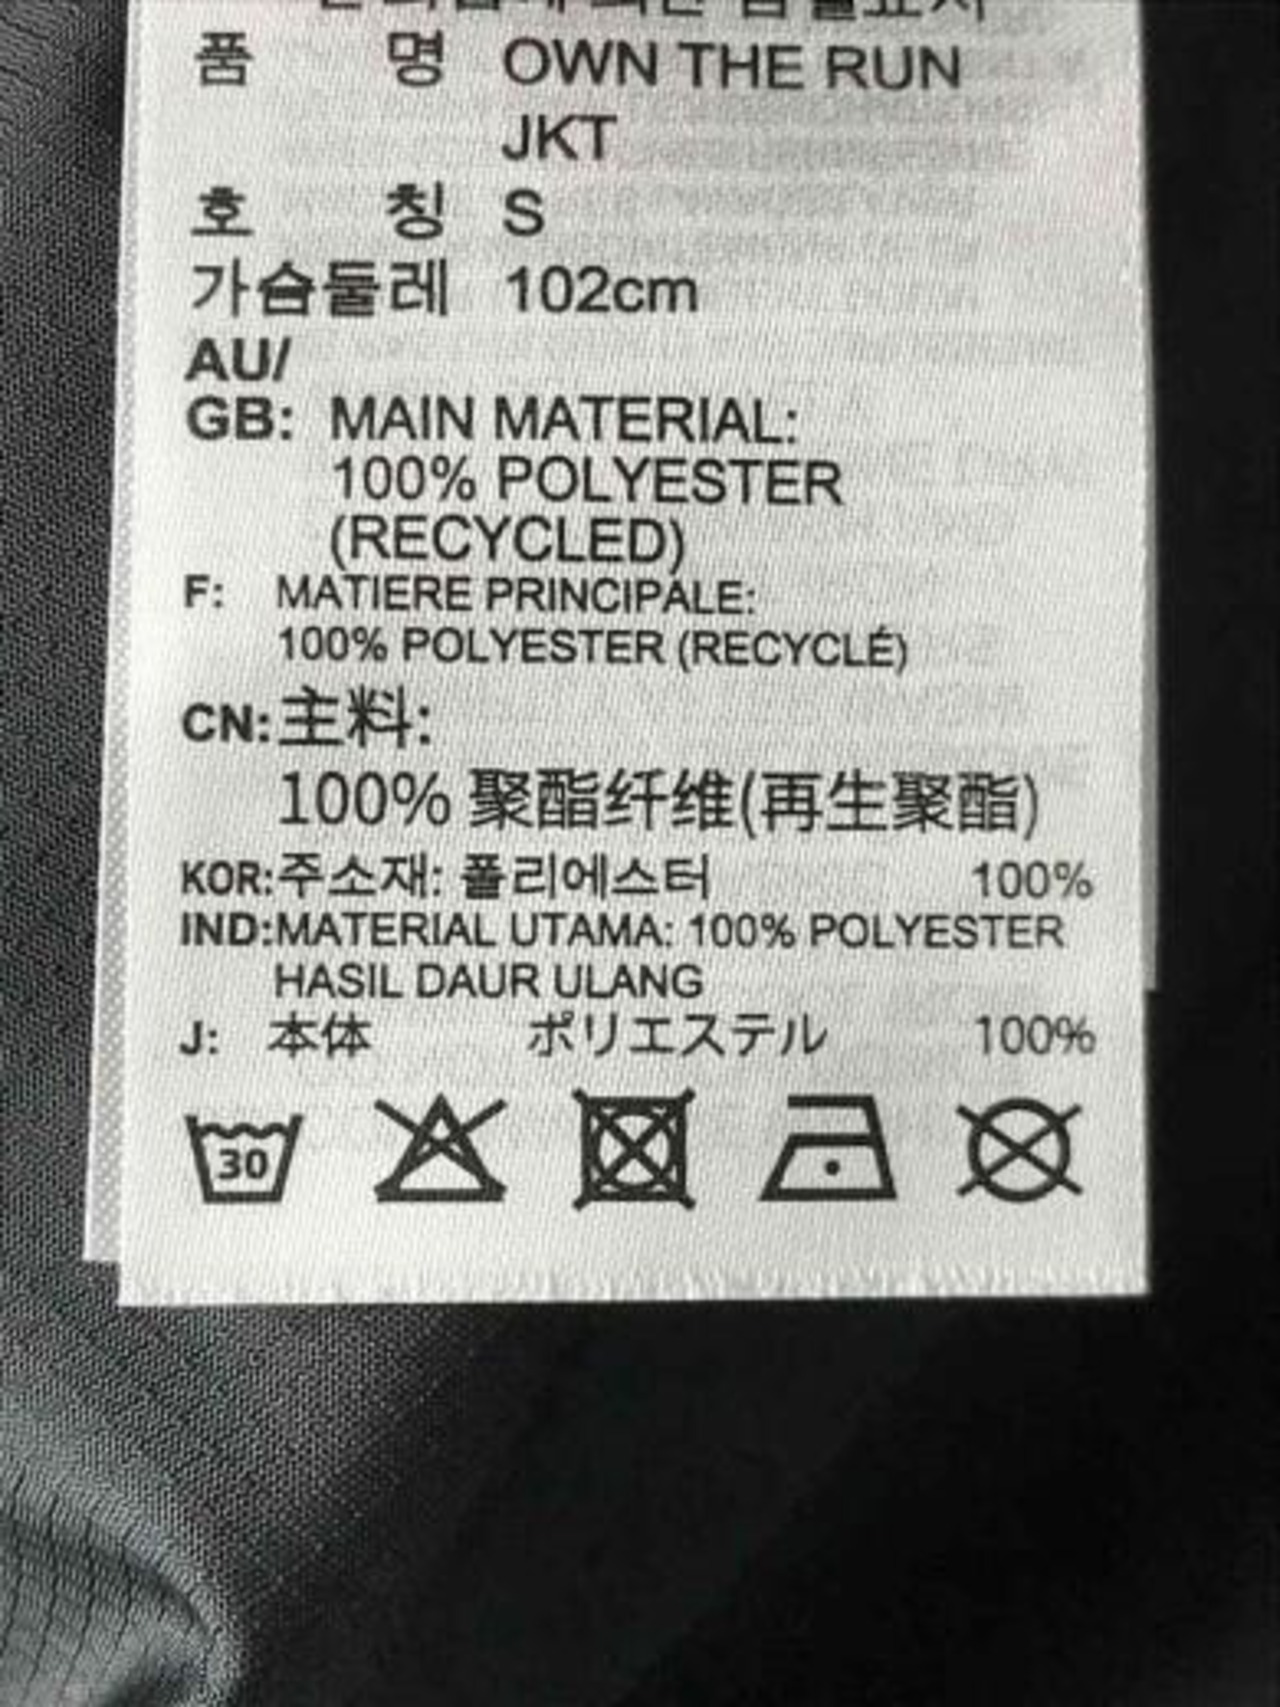 품 명 OWN THE RUN
JKT
호 칭 S
가슴둘레 102cm
AU/
GB: MAIN MATERIAL:
100% POLYESTER
(RECYCLED)
F: MATIERE PRINCIPALE:
100% POLYESTER (RECYCLÉ)
CN:主料:
100% 聚酯纤维(再生聚酯)
KOR:주소재: 폴리에스터 100%
IND:MATERIAL UTAMA: 100% POLYESTER
HASIL DAUR ULANG
J: 本体 ポリエステル 100%
30